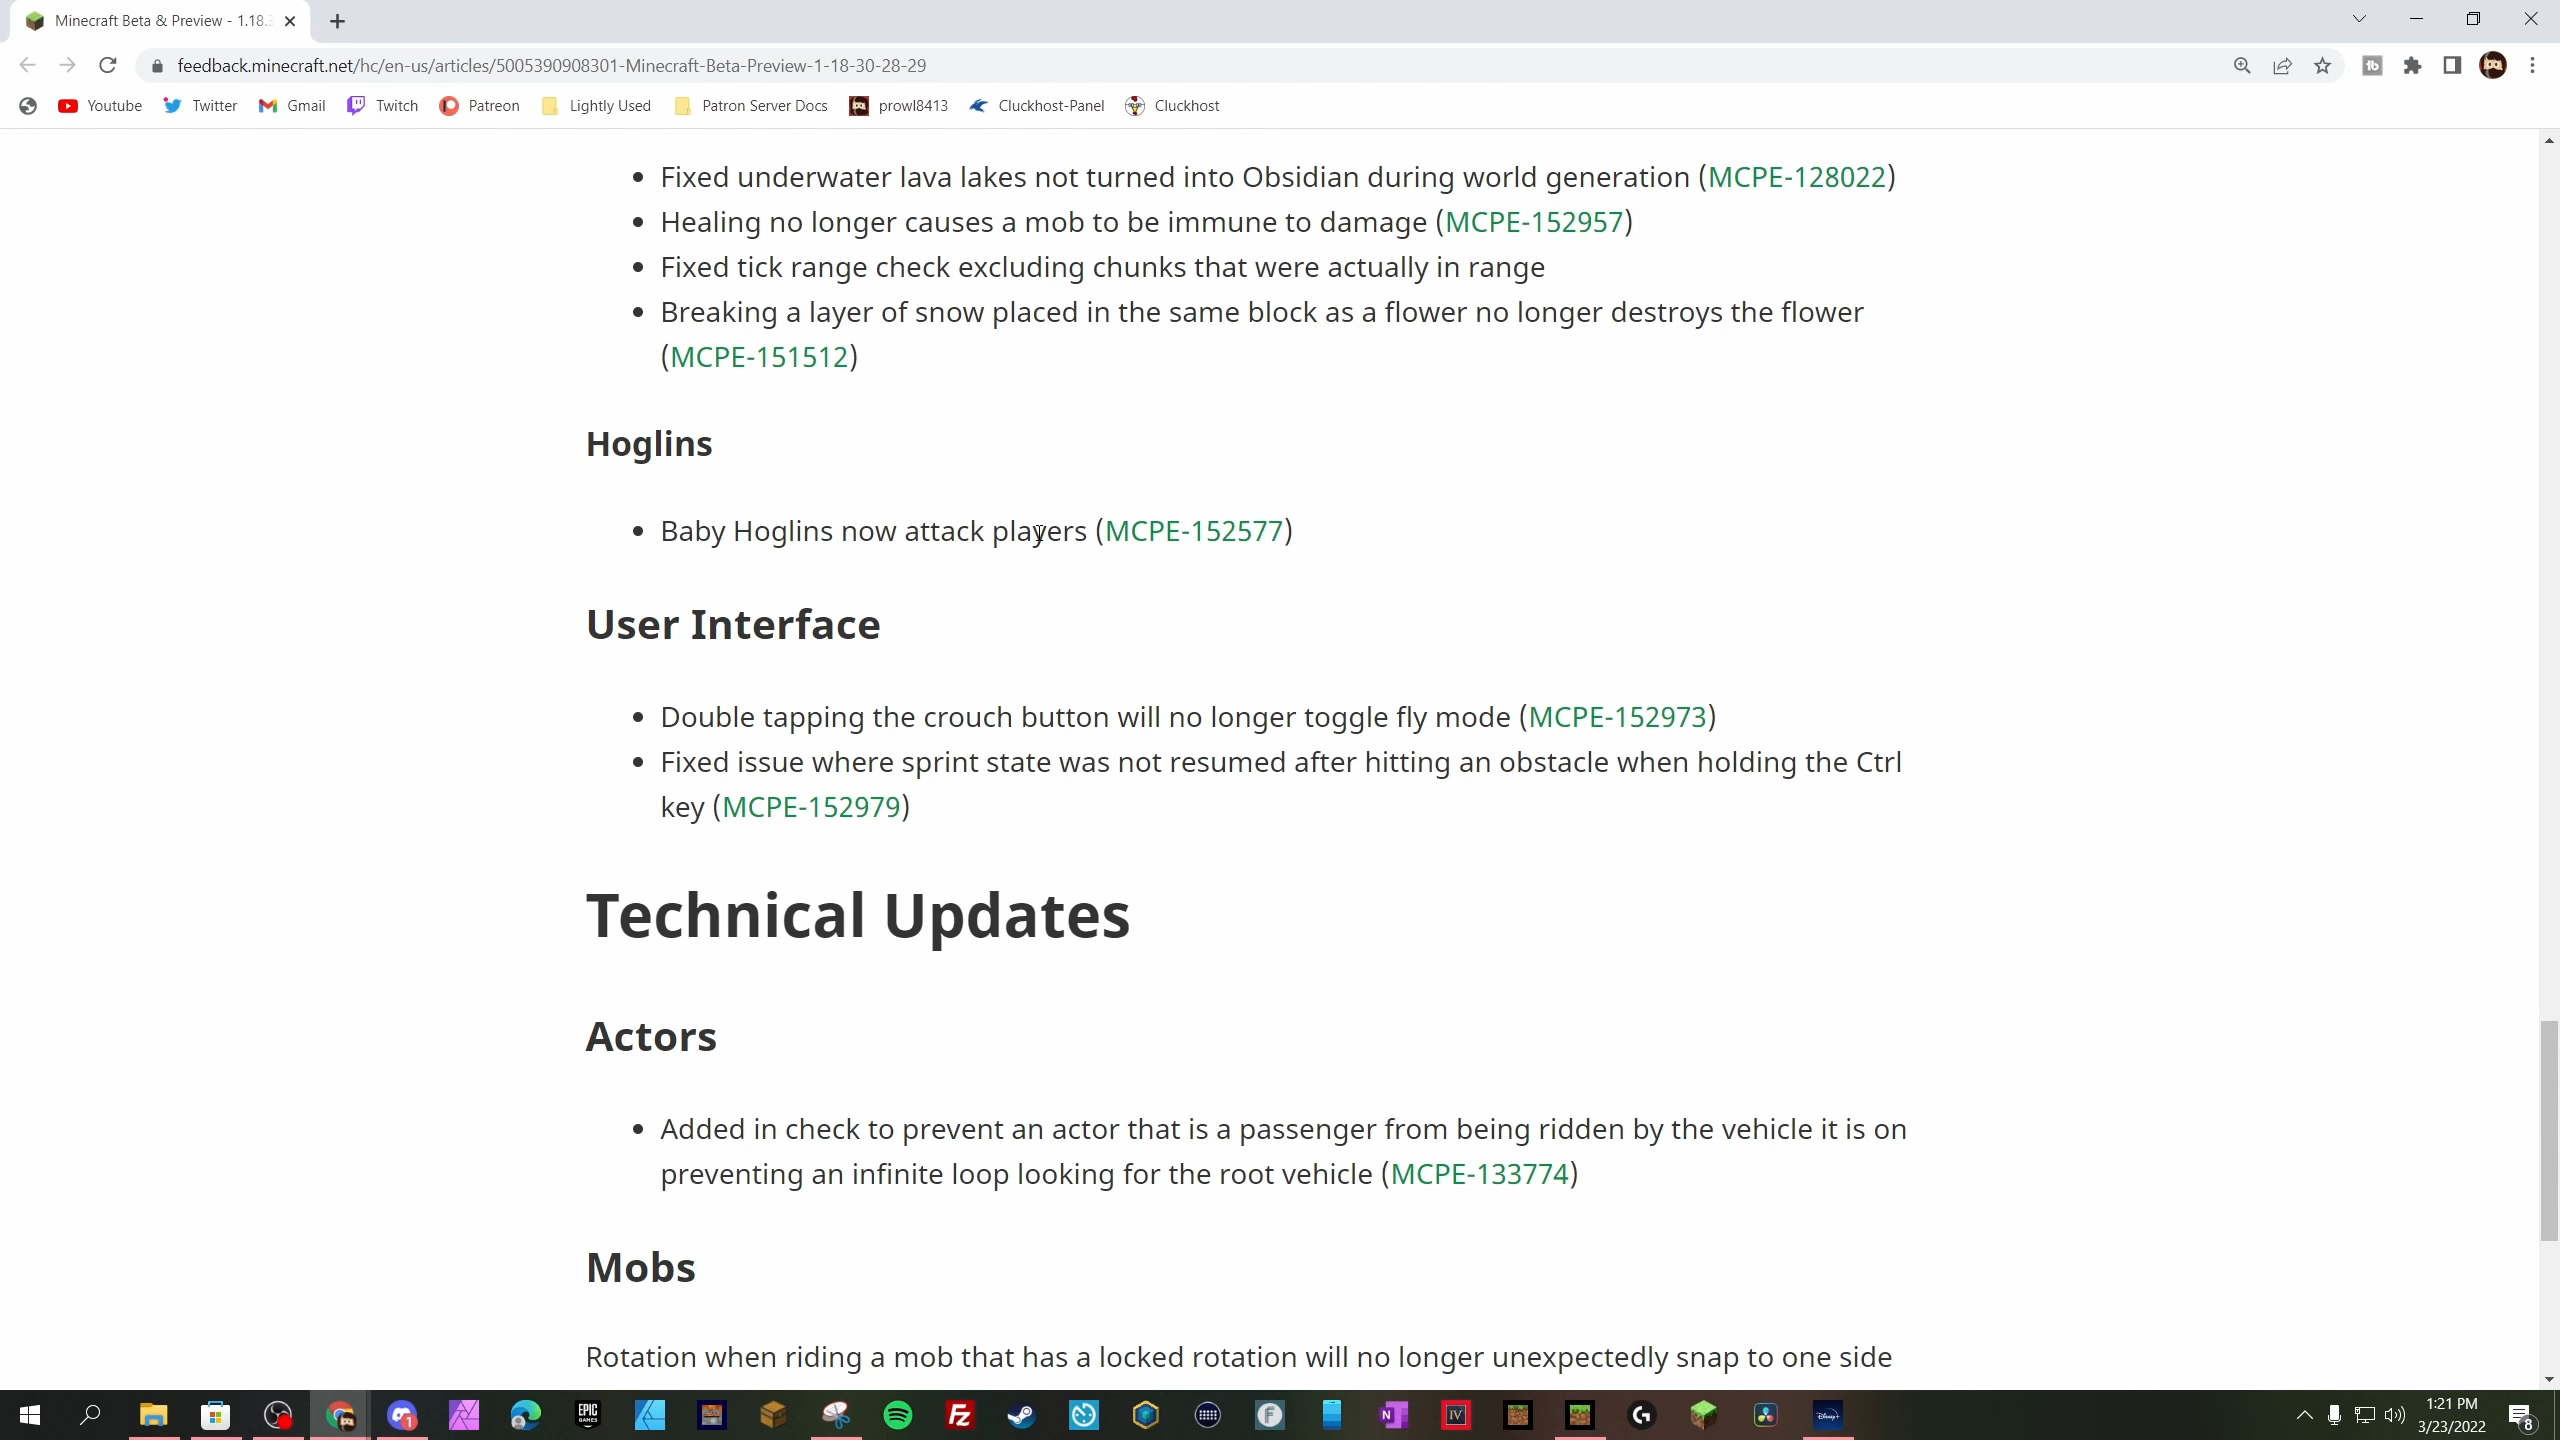 Minecraft Beta & Preview - 1.18.3
feedback.minecraft.net/hc/en-us/articles/5005390908301-Minecraft-Beta-Preview-1-18-30-28-29
Youtube Twitter Gmail Twitch Patreon Lightly Used Patron Server Docs prowl8413 Cluckhost-Panel Cluckhost
• Fixed underwater lava lakes not turned into Obsidian during world generation (MCPE-128022)
• Healing no longer causes a mob to be immune to damage (MCPE-152957)
• Fixed tick range check excluding chunks that were actually in range
• Breaking a layer of snow placed in the same block as a flower no longer destroys the flower
(MCPE-151512)
Hoglins
• Baby Hoglins now attack players (MCPE-152577)
User Interface
• Double tapping the crouch button will no longer toggle fly mode (MCPE-152973)
• Fixed issue where sprint state was not resumed after hitting an obstacle when holding the Ctrl
key (MCPE-152979)
Technical Updates
Actors
• Added in check to prevent an actor that is a passenger from being ridden by the vehicle it is on
preventing an infinite loop looking for the root vehicle (MCPE-133774)
Mobs
Rotation when riding a mob that has a locked rotation will no longer unexpectedly snap to one side
1:21 PM
3/23/2022
8
1
EPIC
GAMES
FZ
N
IV
G
F
Disney+
tb